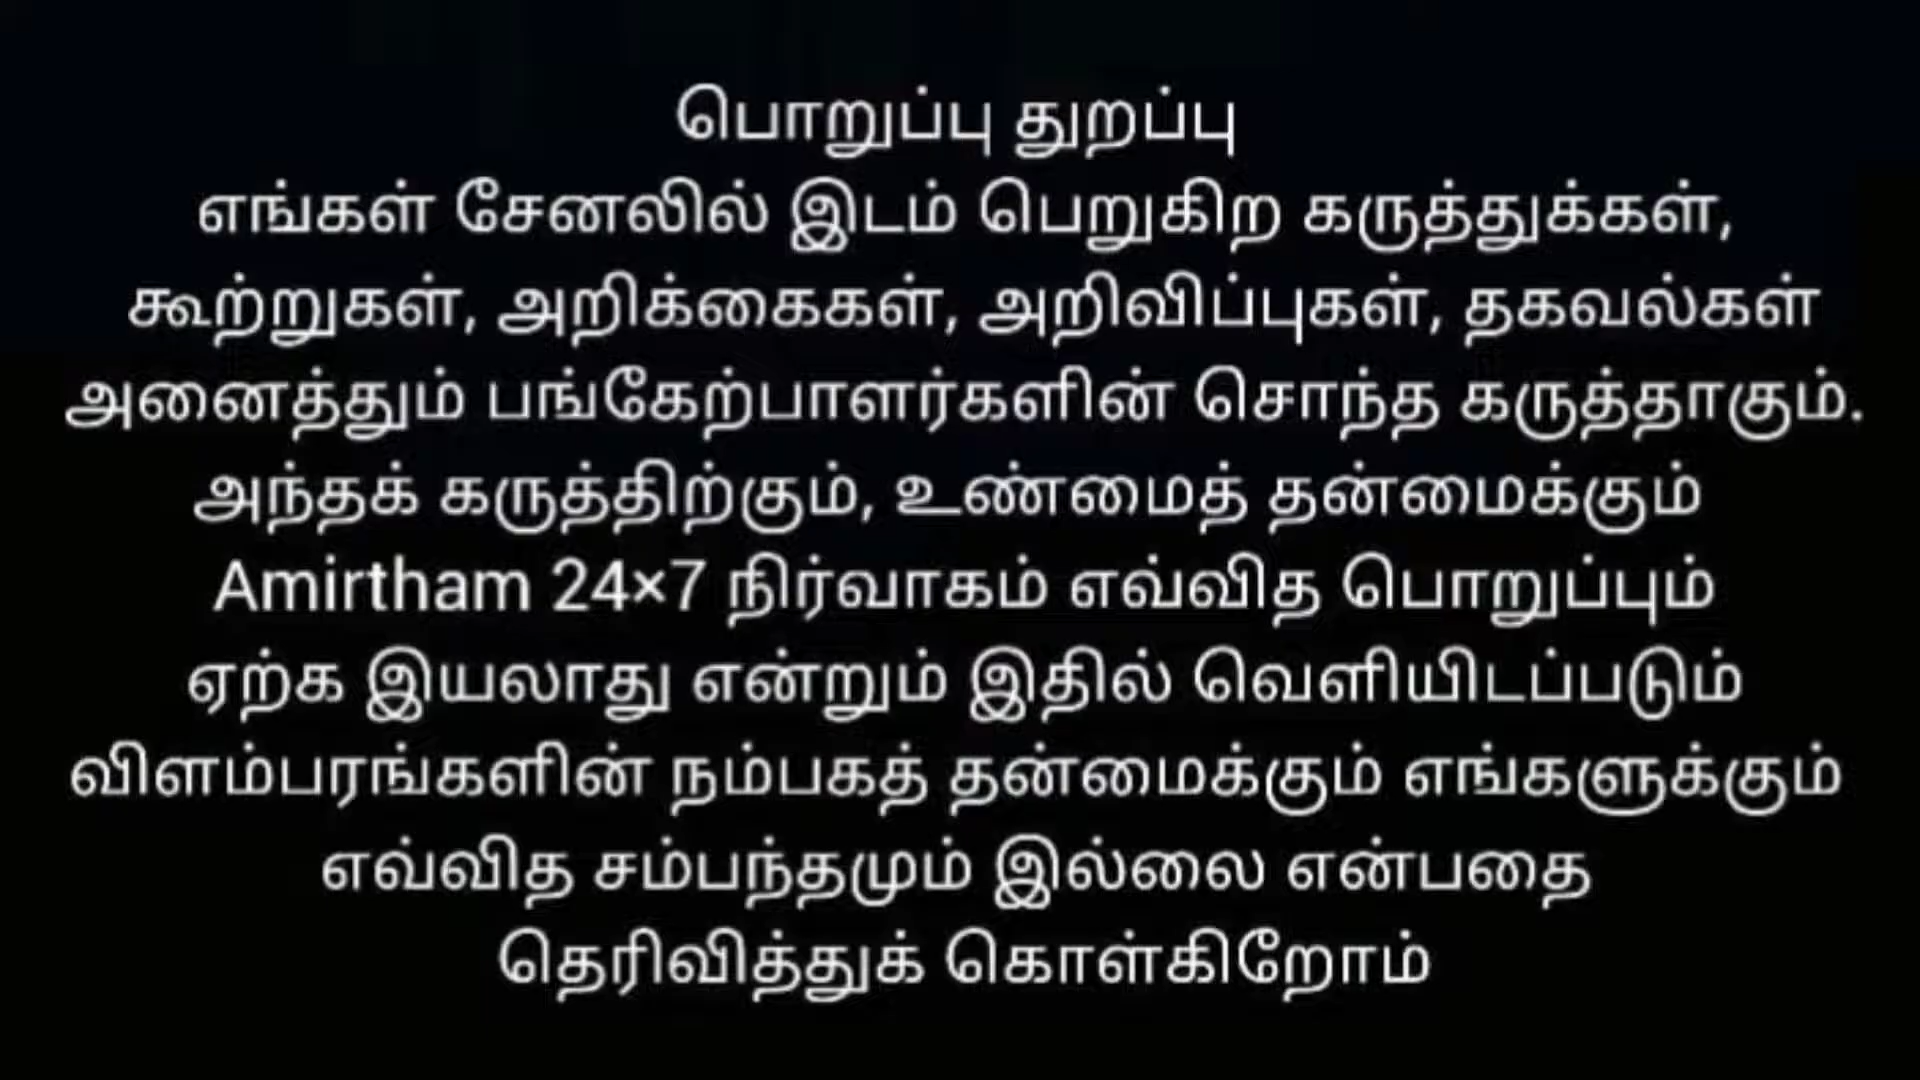 பொறுப்பு துறப்பு
எங்கள் சேனலில் இடம் பெறுகிற கருத்துக்கள்,
கூற்றுகள், அறிக்கைகள், அறிவிப்புகள், தகவல்கள்
அனைத்தும் பங்கேற்பாளர்களின் சொந்த கருத்தாகும்.
அந்தக் கருத்திற்கும், உண்மைத் தன்மைக்கும்
Amirtham 24×7 நிர்வாகம் எவ்வித பொறுப்பும்
ஏற்க இயலாது என்றும் இதில் வெளியிடப்படும்
விளம்பரங்களின் நம்பகத் தன்மைக்கும் எங்களுக்கும்
எவ்வித சம்பந்தமும் இல்லை என்பதை
தெரிவித்துக் கொள்கிறோம்